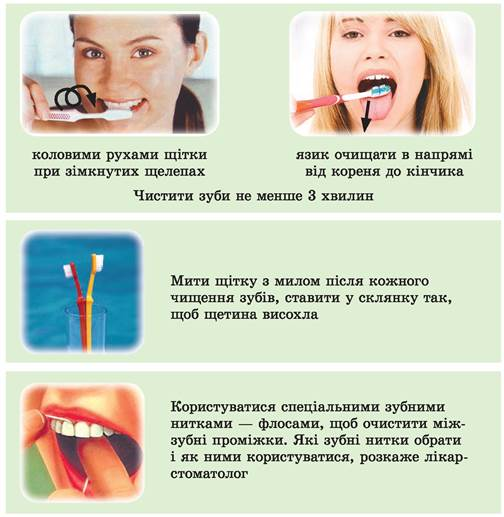 коловими рухами щітки
при зімкнутих щелепах
язик очищати в напрямі
від кореня до кінчика
Чистити зуби не менше 3 хвилин
Мити щітку з милом після кожного
чищення зубів, ставити у склянку так,
щоб щетина висохла
Користуватися спеціальними зубними
нитками — флосами, щоб очистити між-
зубні проміжки. Які зубні нитки обрати
і як ними користуватися, розкаже лікар-
стоматолог